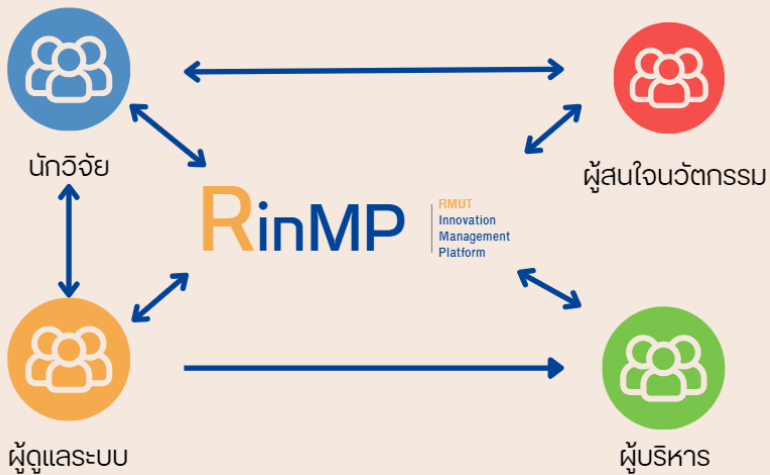 นักวิจัย
ผู้สนใจนวัตกรรม
RinMP
RMUT
Innovation
Management
Platform
ผู้ดูแลระบบ
ผู้บริหาร